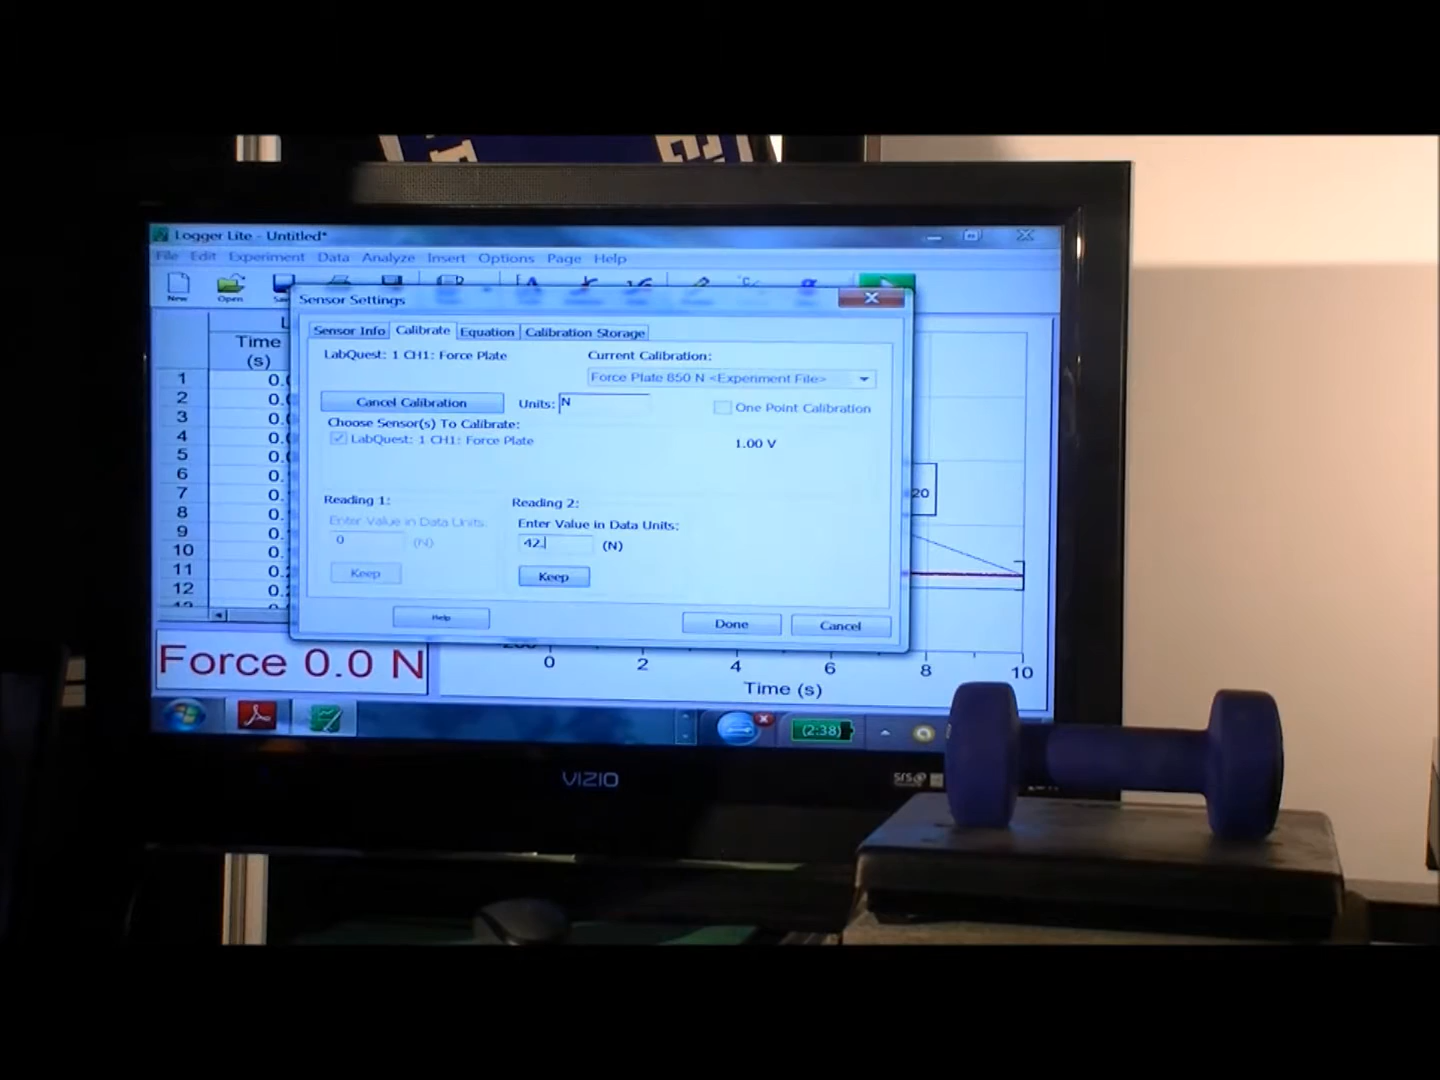 Logger Lite - Untitled*
File Edit Experiment Data Analyze Insert Options Page Help
New Open
Sensor Settings
Sensor Info Calibrate Equation Calibration Storage
LabQuest: 1 CH1: Force Plate
Current Calibration:
Force Plate 850 N <Experiment File>
Cancel Calibration
Units: N
One Point Calibration
Choose Sensor(s) To Calibrate:
LabQuest: 1 CH1: Force Plate
1.00 V
Reading 1:
Enter Value in Data Units:
0 (N)
Keep
Reading 2:
Enter Value in Data Units:
42. (N)
Keep
Help Done Cancel
Time
(s)
1
2
3
4
5
6
7
8
9
10
11
12
20
0 2 4 6 8 10
Time (s)
Force 0.0 N
(2:38)
VIZIO